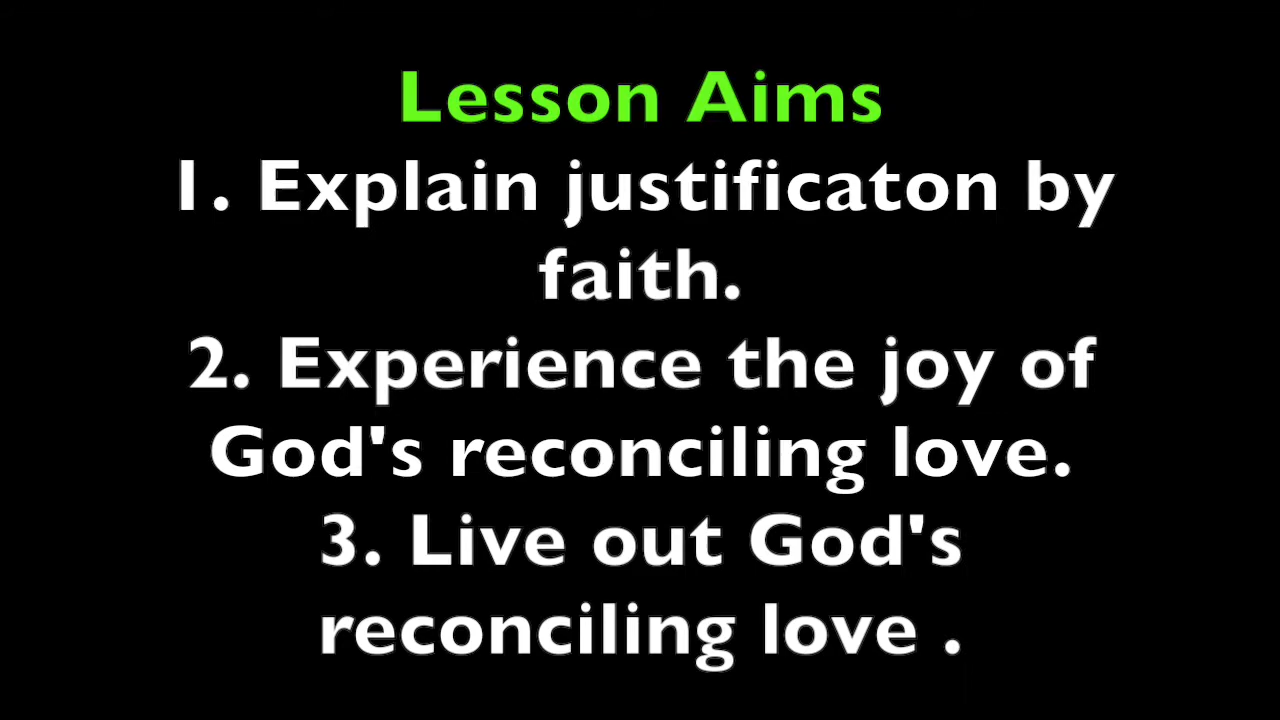 Lesson Aims
1. Explain justificaton by
faith.
2. Experience the joy of
God's reconciling love.
3. Live out God's
reconciling love .